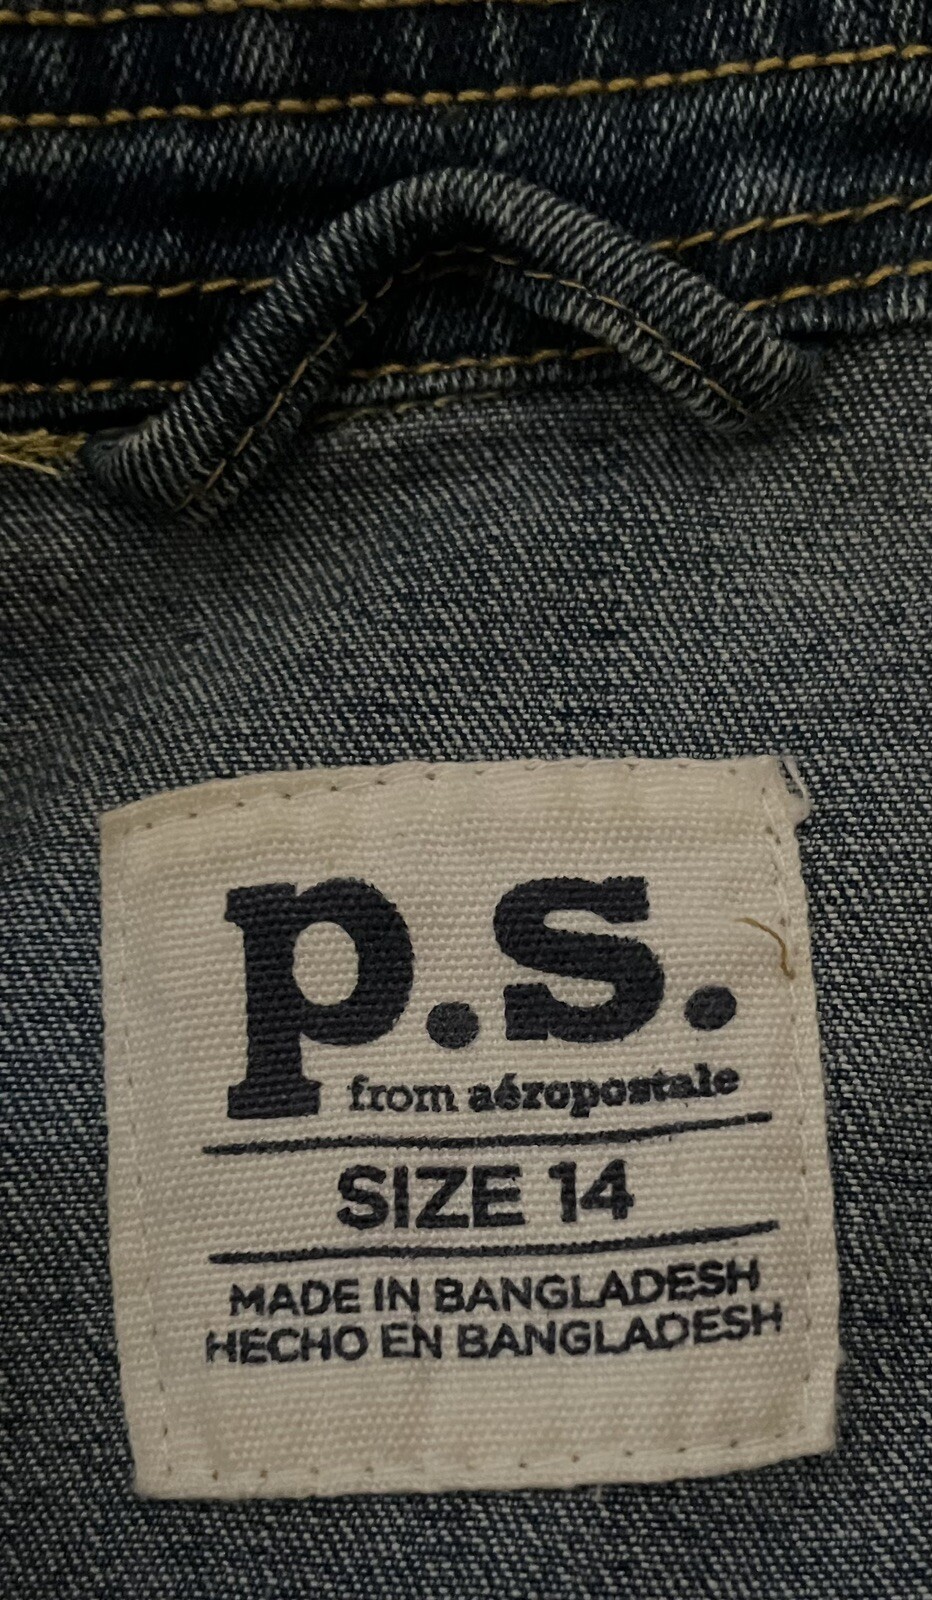 p.s.
from aéropostale
SIZE 14
MADE IN BANGLADESH
HECHO EN BANGLADESH